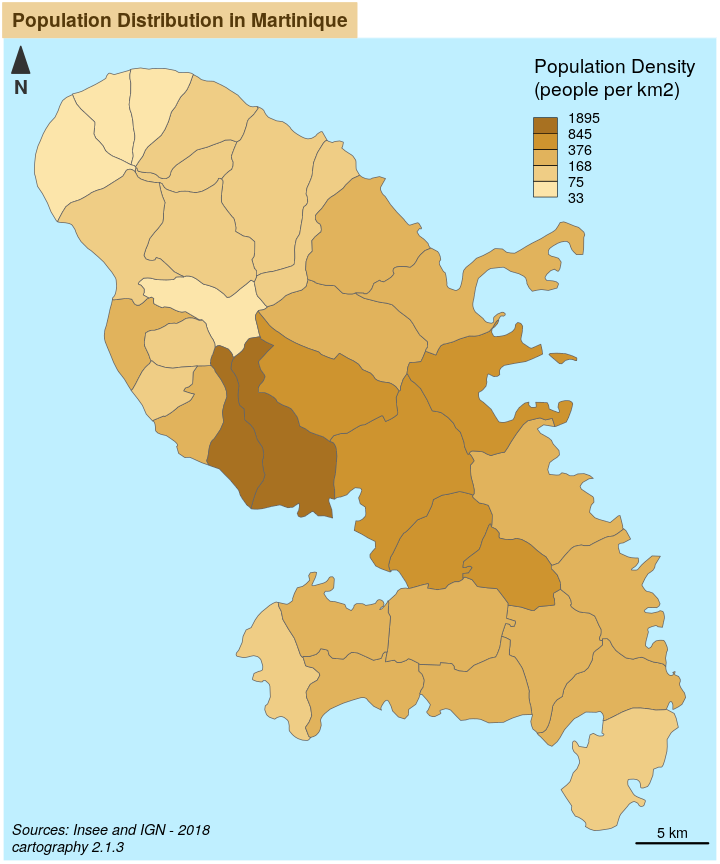 Population Distribution in Martinique
N
Population Density
(people per km2)
1895
845
376
168
75
33
Sources: Insee and IGN - 2018
cartography 2.1.3
5 km